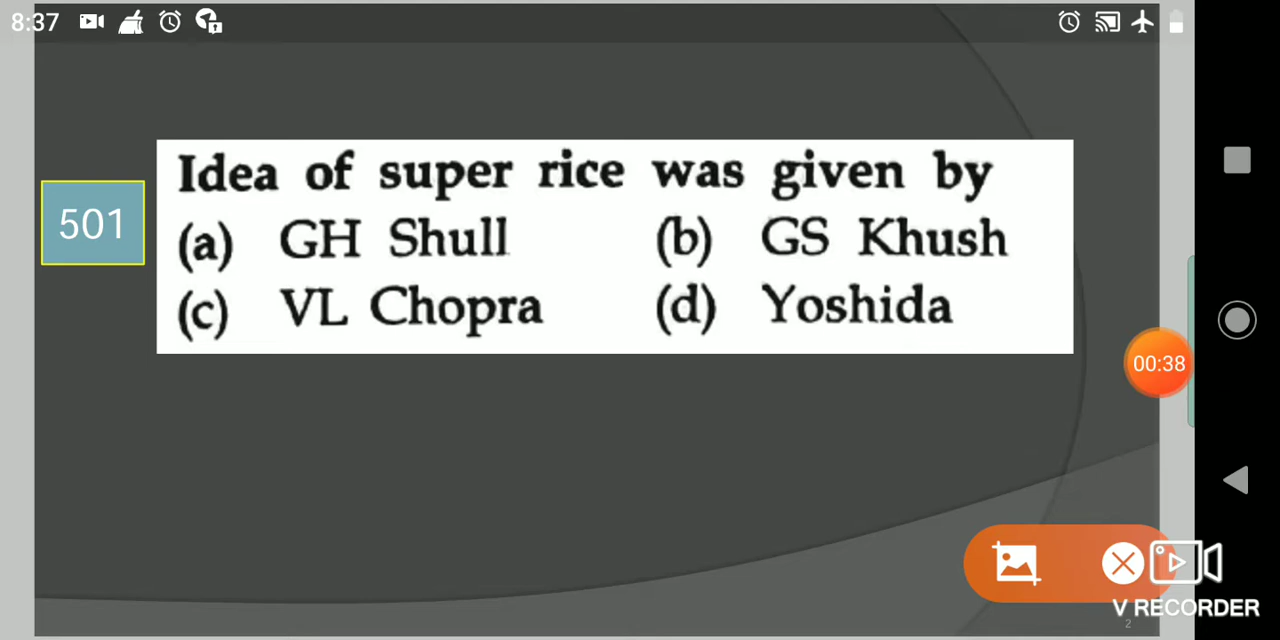 8:37
501
Idea of super rice was given by
(a) GH Shull (b) GS Khush
(c) VL Chopra (d) Yoshida
00:38
V RECORDER
2